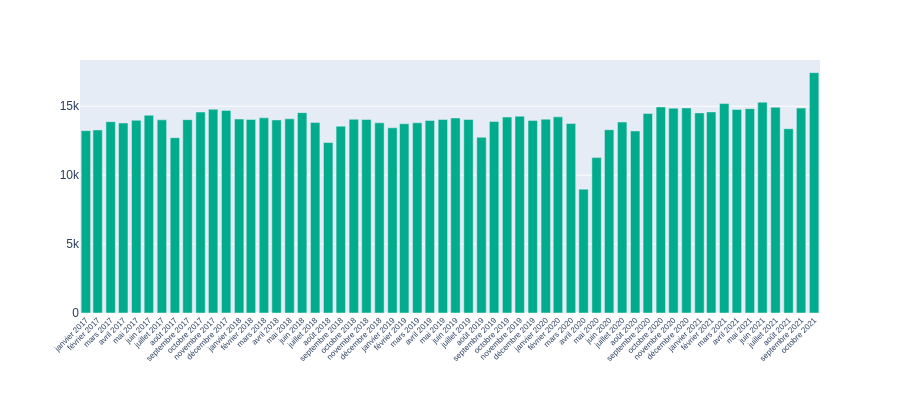 15k
10k
5k
0
janvier 2017
février 2017
mars 2017
avril 2017
mai 2017
juin 2017
juillet 2017
août 2017
septembre 2017
octobre 2017
novembre 2017
décembre 2017
janvier 2018
février 2018
mars 2018
avril 2018
mai 2018
juin 2018
juillet 2018
août 2018
septembre 2018
octobre 2018
novembre 2018
décembre 2018
janvier 2019
février 2019
mars 2019
avril 2019
mai 2019
juin 2019
juillet 2019
août 2019
septembre 2019
octobre 2019
novembre 2019
décembre 2019
janvier 2020
février 2020
mars 2020
avril 2020
mai 2020
juin 2020
juillet 2020
août 2020
septembre 2020
octobre 2020
novembre 2020
décembre 2020
janvier 2021
février 2021
mars 2021
avril 2021
mai 2021
juin 2021
juillet 2021
août 2021
septembre 2021
octobre 2021